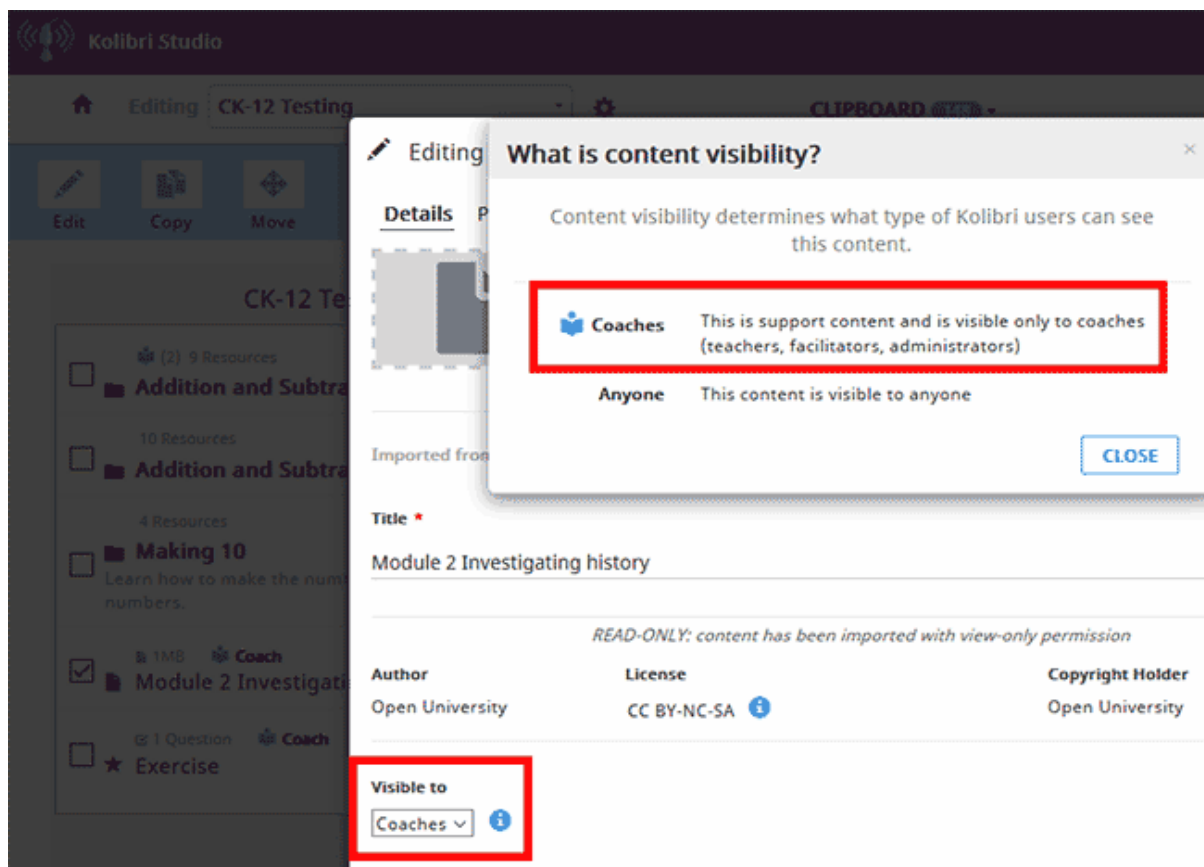 Kolibri Studio
Editing CK-12 Testing
CLIPBOARD
Edit Copy Move
Editing
Details
What is content visibility?
Content visibility determines what type of Kolibri users can see
this content.
Coaches This is support content and is visible only to coaches
(teachers, facilitators, administrators)
Anyone This content is visible to anyone
CLOSE
CK-12 Te
(2) 9 Resources
Addition and Subtra
10 Resources
Addition and Subtra
4 Resources
Making 10
Learn how to make the num
numbers.
1MB Coach
Module 2 Investigati
1 Question Coach
Exercise
Imported from
Title *
Module 2 Investigating history
READ-ONLY: content has been imported with view-only permission
Author License Copyright Holder
Open University CC BY-NC-SA Open University
Visible to
Coaches